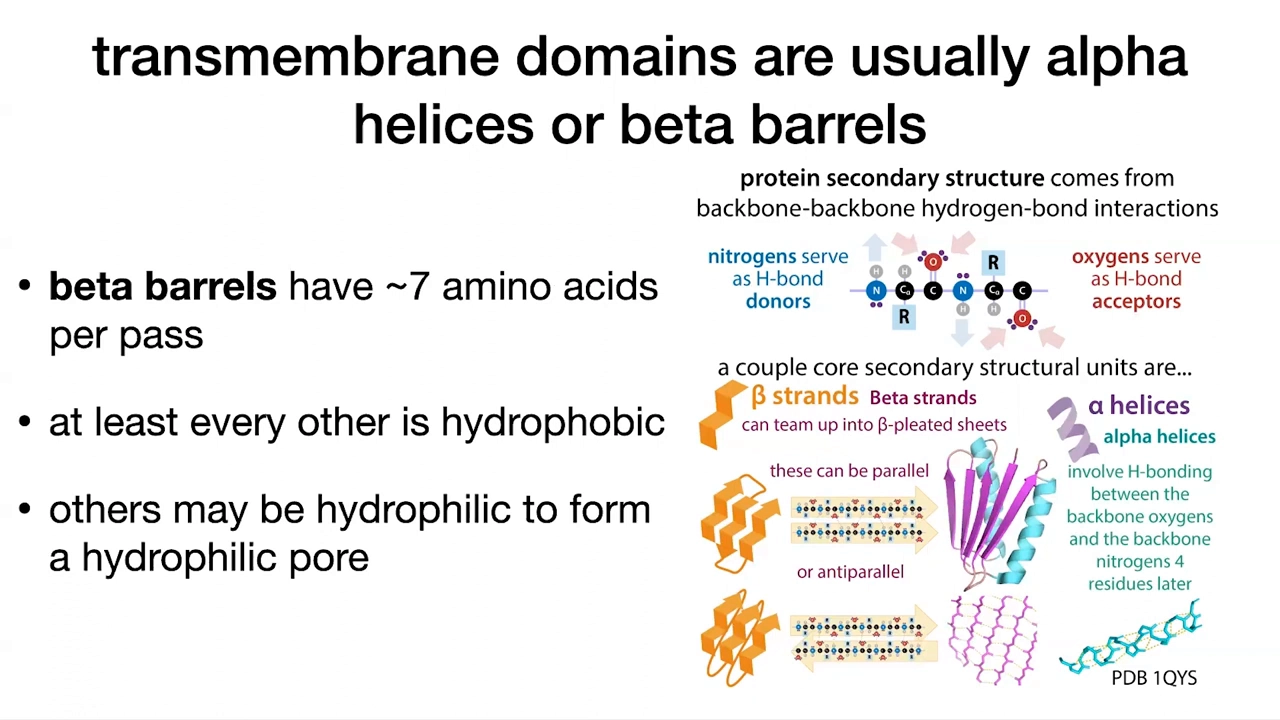 transmembrane domains are usually alpha
helices or beta barrels
• beta barrels have ~7 amino acids
per pass
• at least every other is hydrophobic
• others may be hydrophilic to form
a hydrophilic pore
protein secondary structure comes from
backbone-backbone hydrogen-bond interactions
nitrogens serve
as H-bond
donors
H
H
O
R
N
Cα
C
N
Cα
C
R
H
H
O
oxygens serve
as H-bond
acceptors
a couple core secondary structural units are...
β strands Beta strands
can team up into β-pleated sheets
these can be parallel
or antiparallel
α helices
alpha helices
involve H-bonding
between the
backbone oxygens
and the backbone
nitrogens 4
residues later
PDB 1QYS